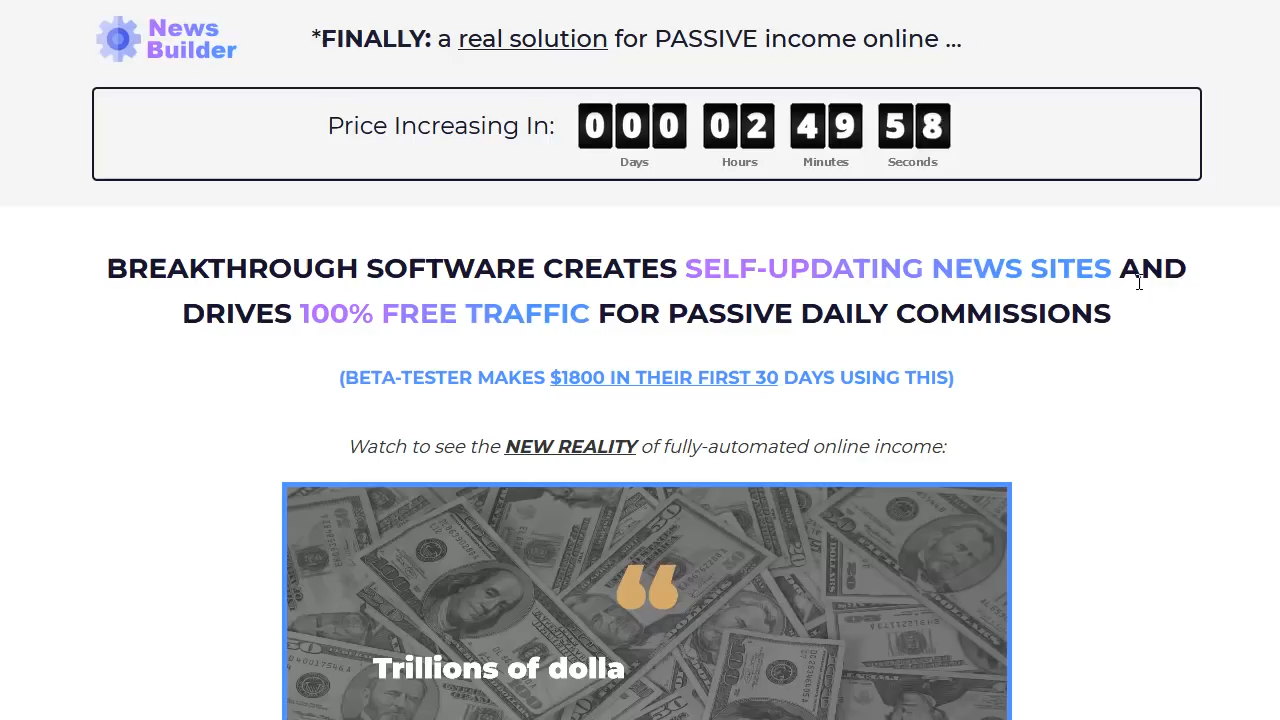 News
Builder
*FINALLY: a real solution for PASSIVE income online ...
Price Increasing In:
0 0 0 0 2 4 9 5 8
Days Hours Minutes Seconds
BREAKTHROUGH SOFTWARE CREATES SELF-UPDATING NEWS SITES AND
DRIVES 100% FREE TRAFFIC FOR PASSIVE DAILY COMMISSIONS
(BETA-TESTER MAKES $1800 IN THEIR FIRST 30 DAYS USING THIS)
Watch to see the NEW REALITY of fully-automated online income:
“
Trillions of dolla